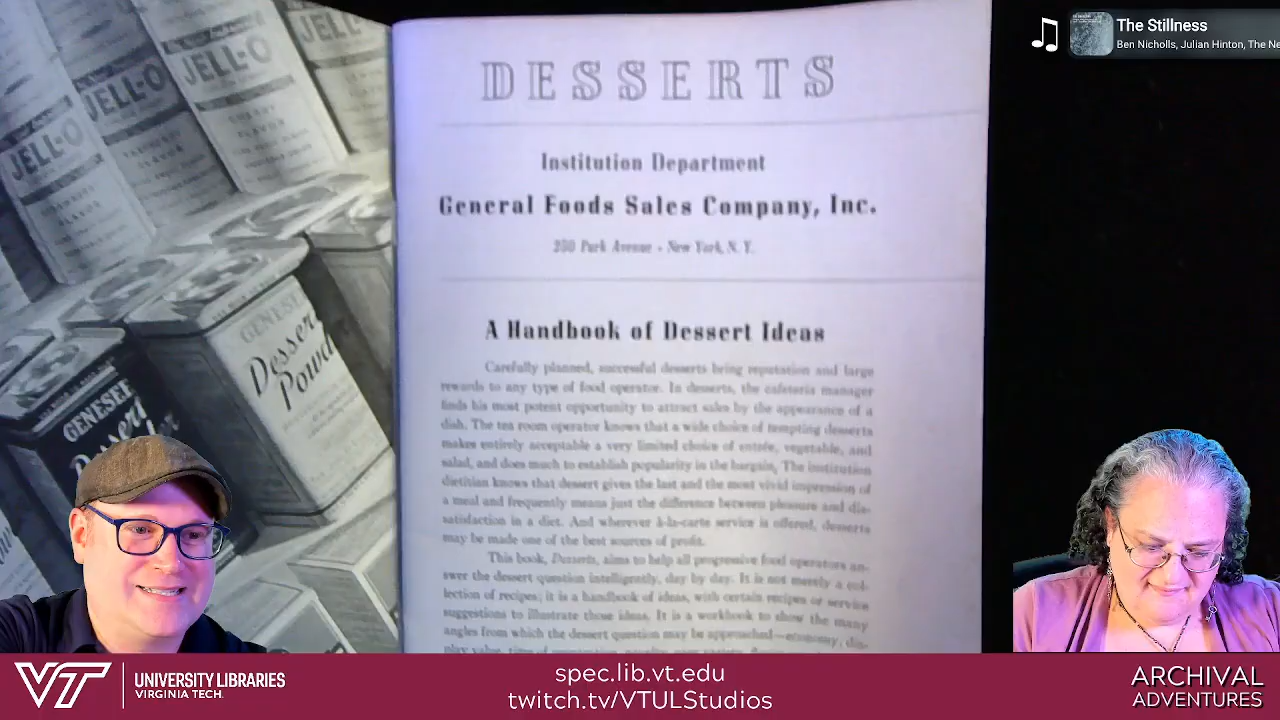 JELL-O
JELL-O
JELL-O
JELL-O
GENESEE
Dessert
Powd
GENESEE
DESSERTS
Institution Department
General Foods Sales Company, Inc.
250 Park Avenue - New York, N. Y.
A Handbook of Dessert Ideas
Carefully planned, successful desserts bring reputation and large
rewards to any type of food operator. In desserts, the cafeteria manager
finds his most potent opportunity to attract sales by the appearance of a
dish. The tea room operator knows that a wide choice of tempting desserts
makes entirely acceptable a very limited choice of entrée, vegetable, and
salad, and does much to establish popularity in the bargain. The institution
dietitian knows that dessert gives the last and the most vivid impression of
a meal and frequently means just the difference between pleasure and dis-
satisfaction in a diet. And wherever à-la-carte service is offered, desserts
may be made one of the best sources of profit.
This book, Desserts, aims to help all progressive food operators an-
swer the dessert question intelligently, day by day. It is not merely a col-
lection of recipes; it is a handbook of ideas, with certain recipes or service
suggestions to illustrate those ideas. It is a workbook to show the many
angles from which the dessert question may be approached—economy, dis-
play value, time of
The Stillness
Ben Nicholls, Julian Hinton, The Ne
VT UNIVERSITY LIBRARIES
VIRGINIA TECH.
spec.lib.vt.edu
twitch.tv/VTULStudios
ARCHIVAL
ADVENTURES